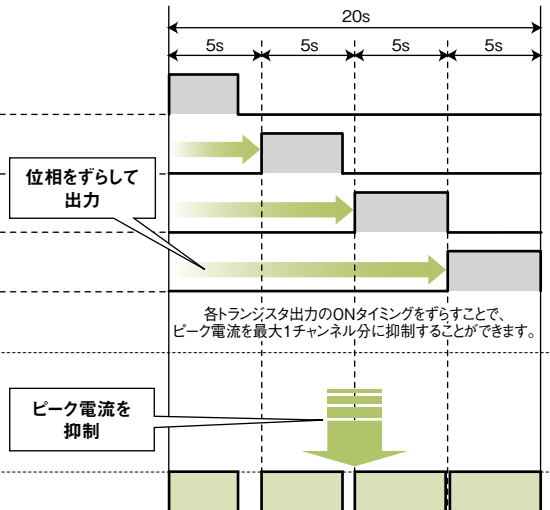 20s
5s 5s 5s 5s
位相をずらして
出力
各トランジスタ出力のONタイミングをずらすことで、
ピーク電流を最大1チャンネル分に抑制することができます。
ピーク電流を
抑制